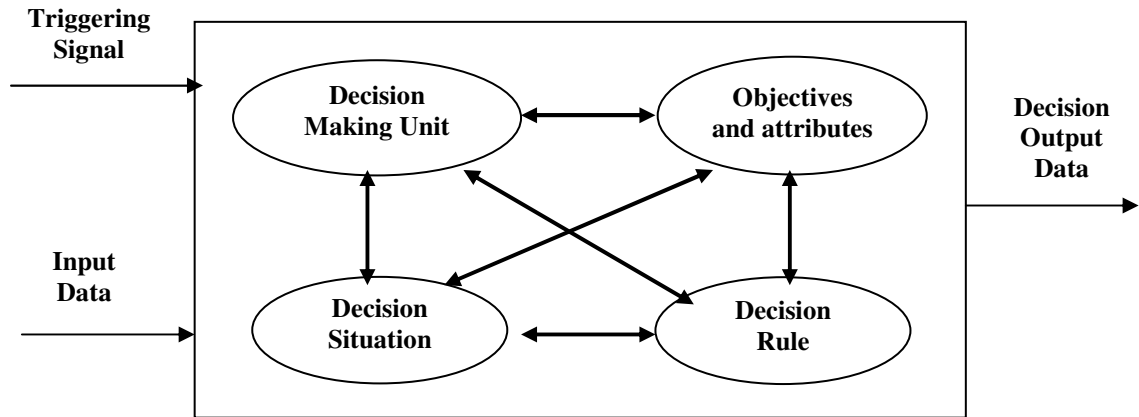 Triggering
Signal
Decision
Making Unit
Objectives
and attributes
Decision
Output
Data
Input
Data
Decision
Situation
Decision
Rule